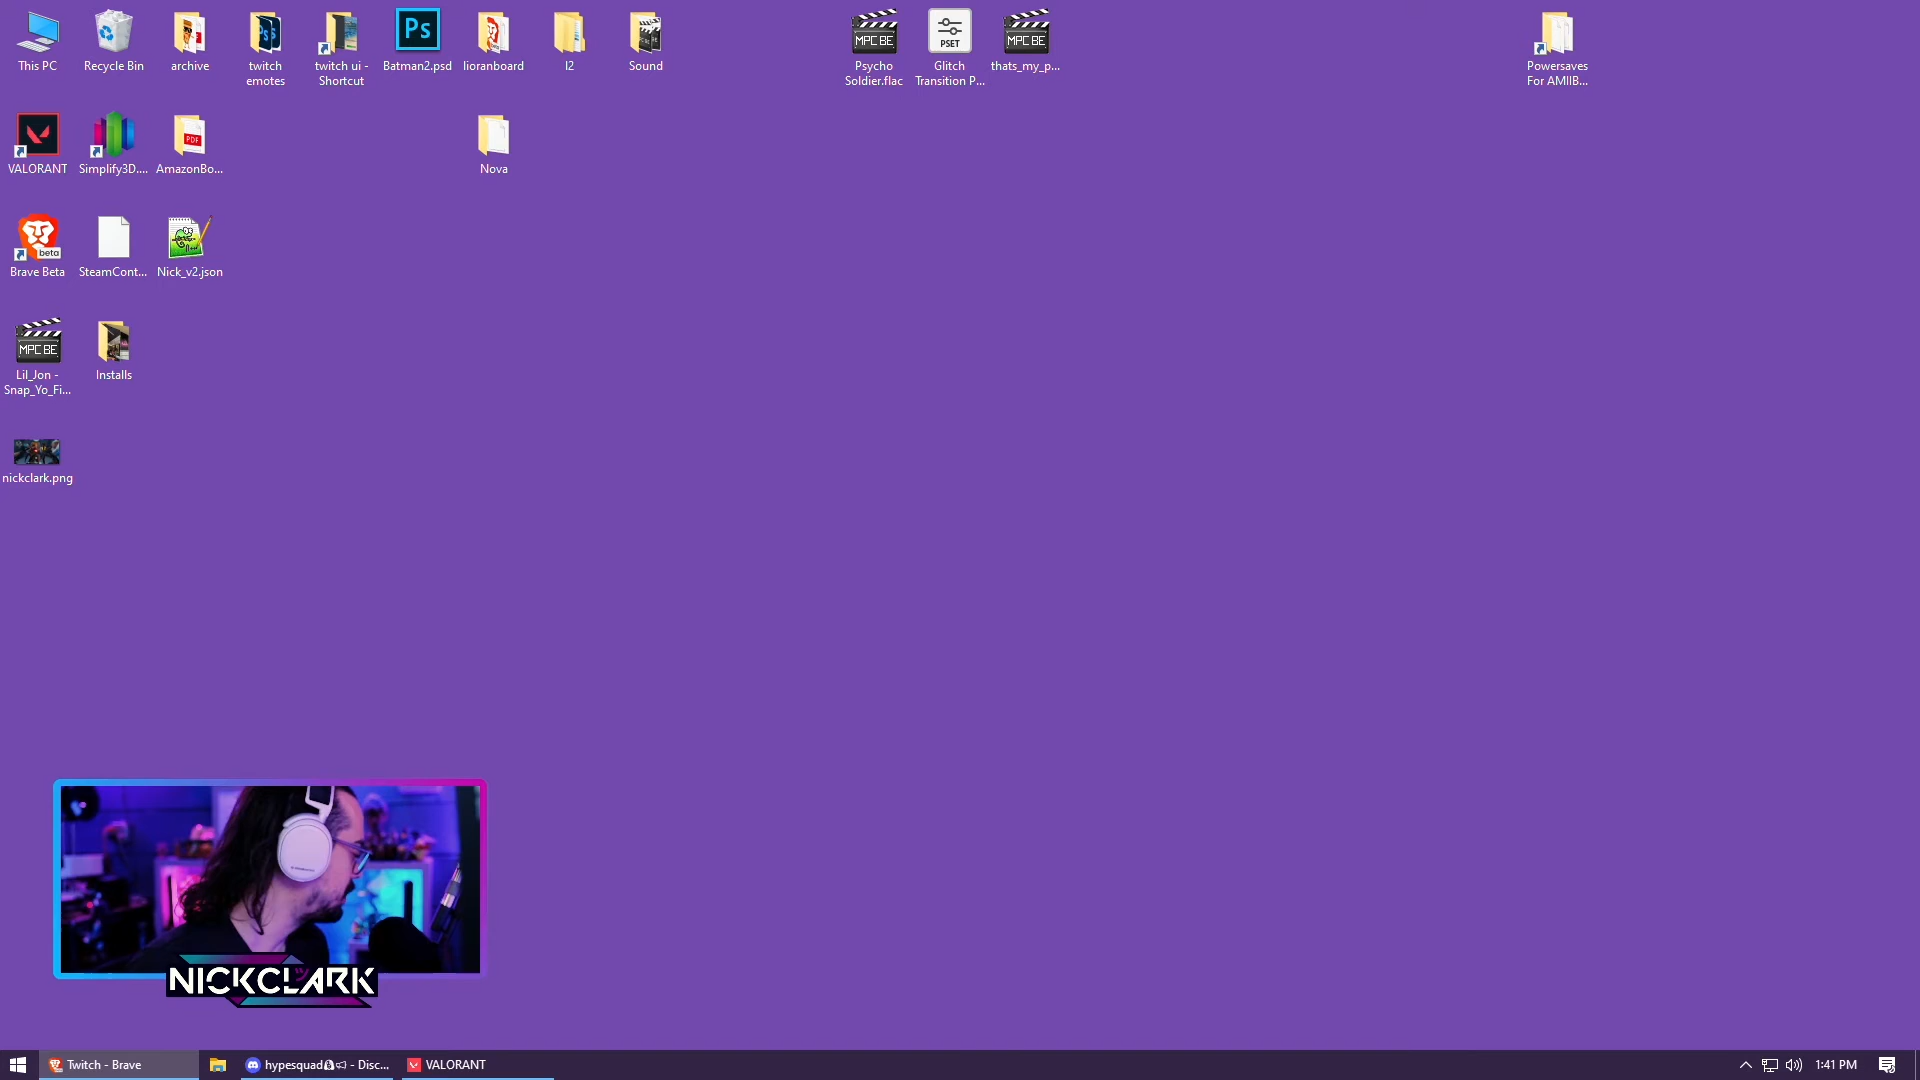 This PC
Recycle Bin
archive
twitch
emotes
twitch ui -
Shortcut
Ps
Batman2.psd
lioranboard
l2
Sound
MPC BE
Psycho
Soldier.flac
PSET
Glitch
Transition P...
MPC BE
thats_my_p...
Powersaves
For AMIIB...
VALORANT
Simplify3D....
PDF
AmazonBo...
Nova
beta
Brave Beta
SteamCont...
Nick_v2.json
MPC BE
Lil_Jon -
Snap_Yo_Fi...
Installs
nickclark.png
NICKCLARK
Twitch - Brave
hypesquad - Disc...
VALORANT
1:41 PM